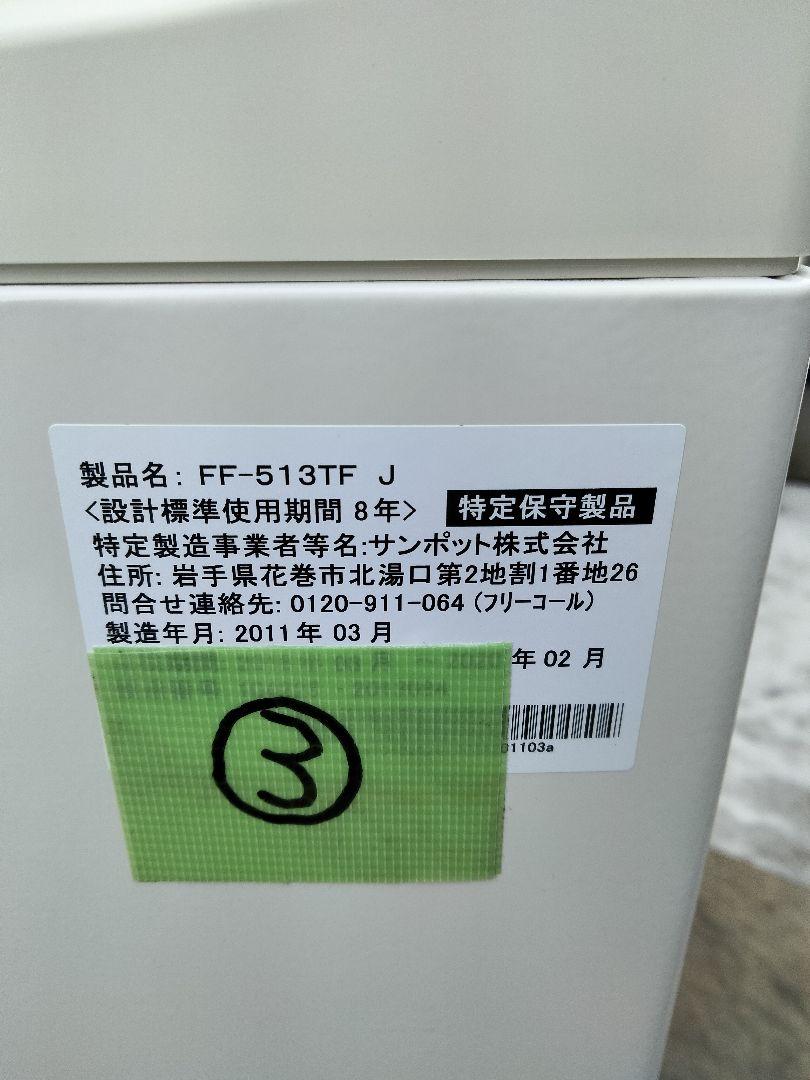 製品名: FF-513TF J
<設計標準使用期間 8年> 特定保守製品
特定製造事業者等名:サンポット株式会社
住所: 岩手県花巻市北湯口第2地割1番地26
問合せ連絡先: 0120-911-064 (フリーコール)
製造年月: 2011年 03月
年 02 月
01103a
③